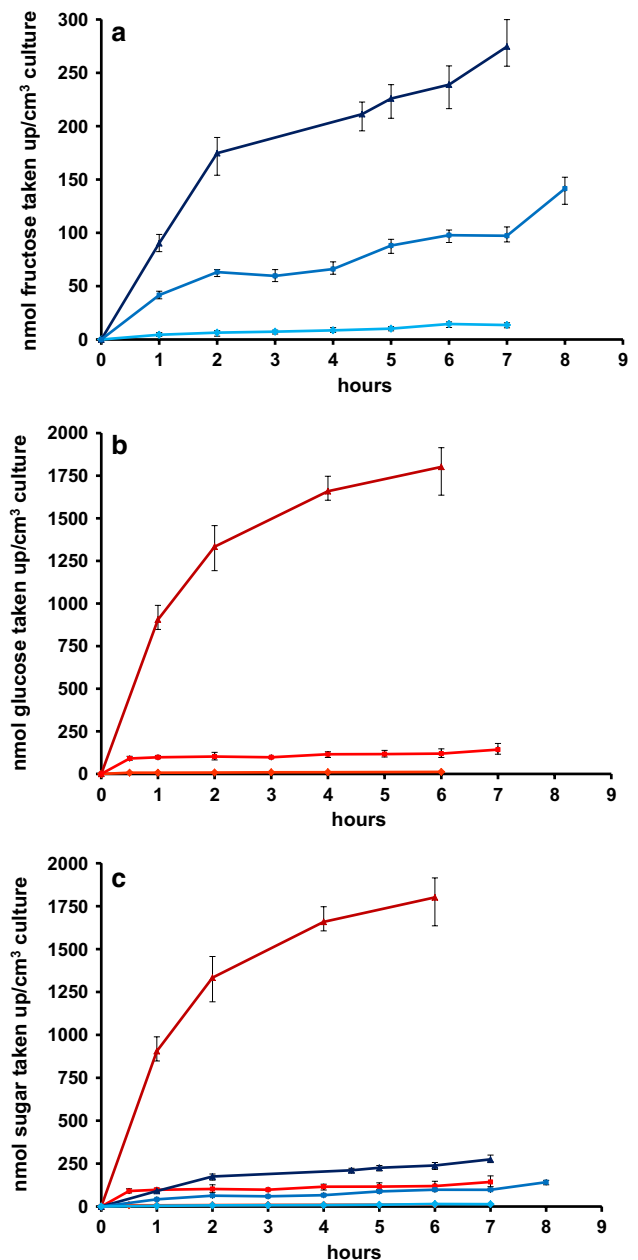 a
nmol fructose taken up/cm³ culture
300
250
200
150
100
50
0
0 1 2 3 4 5 6 7 8 9
hours
b
nmol glucose taken up/cm³ culture
2000
1750
1500
1250
1000
750
500
250
0
0 1 2 3 4 5 6 7 8 9
hours
c
nmol sugar taken up/cm³ culture
2000
1750
1500
1250
1000
750
500
250
0
0 1 2 3 4 5 6 7 8 9
hours